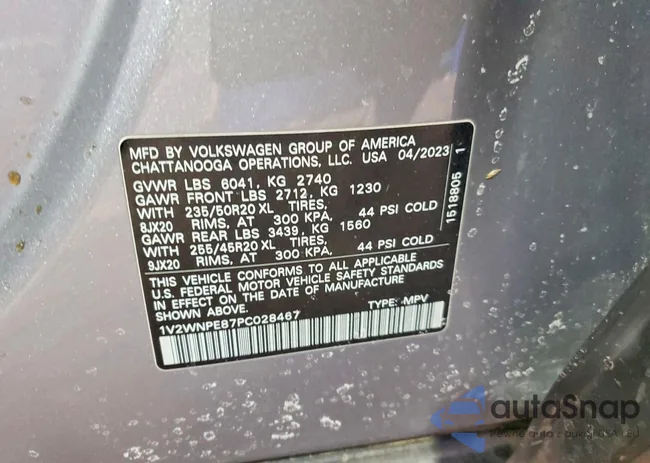 MFD BY VOLKSWAGEN GROUP OF AMERICA
CHATTANOOGA OPERATIONS, LLC. USA 04/2023
GVWR LBS 6041, KG 2740
GAWR FRONT LBS 2712, KG 1230
WITH 235/50R20 XL TIRES,
8JX20 RIMS, AT 300 KPA, 44 PSI COLD
GAWR REAR LBS 3439, KG 1560
WITH 255/45R20 XL TIRES,
9JX20 RIMS, AT 300 KPA, 44 PSI COLD
THIS VEHICLE CONFORMS TO ALL APPLICABLE
U.S. FEDERAL MOTOR VEHICLE SAFETY STANDARDS
IN EFFECT ON THE DATE OF MANUFACTURE
SHOWN ABOVE.
1V2WNPE87PC028467 TYPE: MPV
1518805 1
autoSnap
Pewne auto z